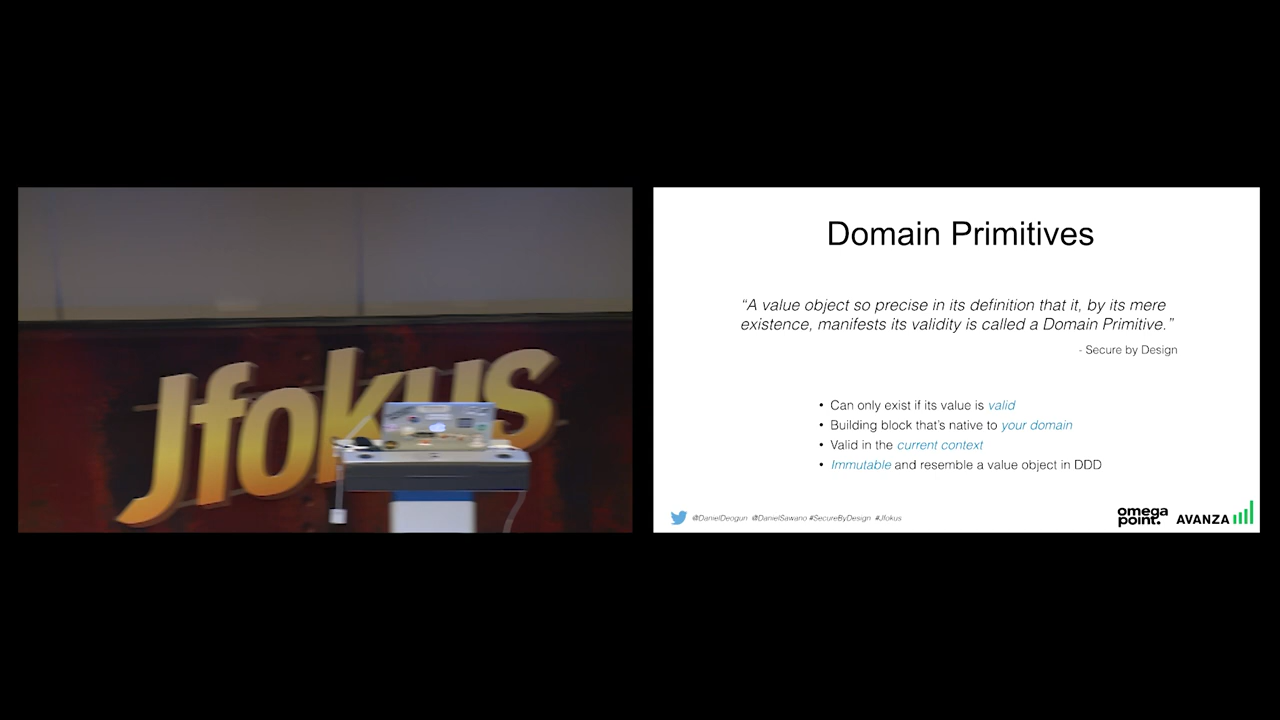 Jfokus
Domain Primitives
“A value object so precise in its definition that it, by its mere
existence, manifests its validity is called a Domain Primitive.”
- Secure by Design
• Can only exist if its value is valid
• Building block that's native to your domain
• Valid in the current context
• Immutable and resemble a value object in DDD
@DanielDeogun @DanielSawano #SecureByDesign #Jfokus
omega
point.
AVANZA